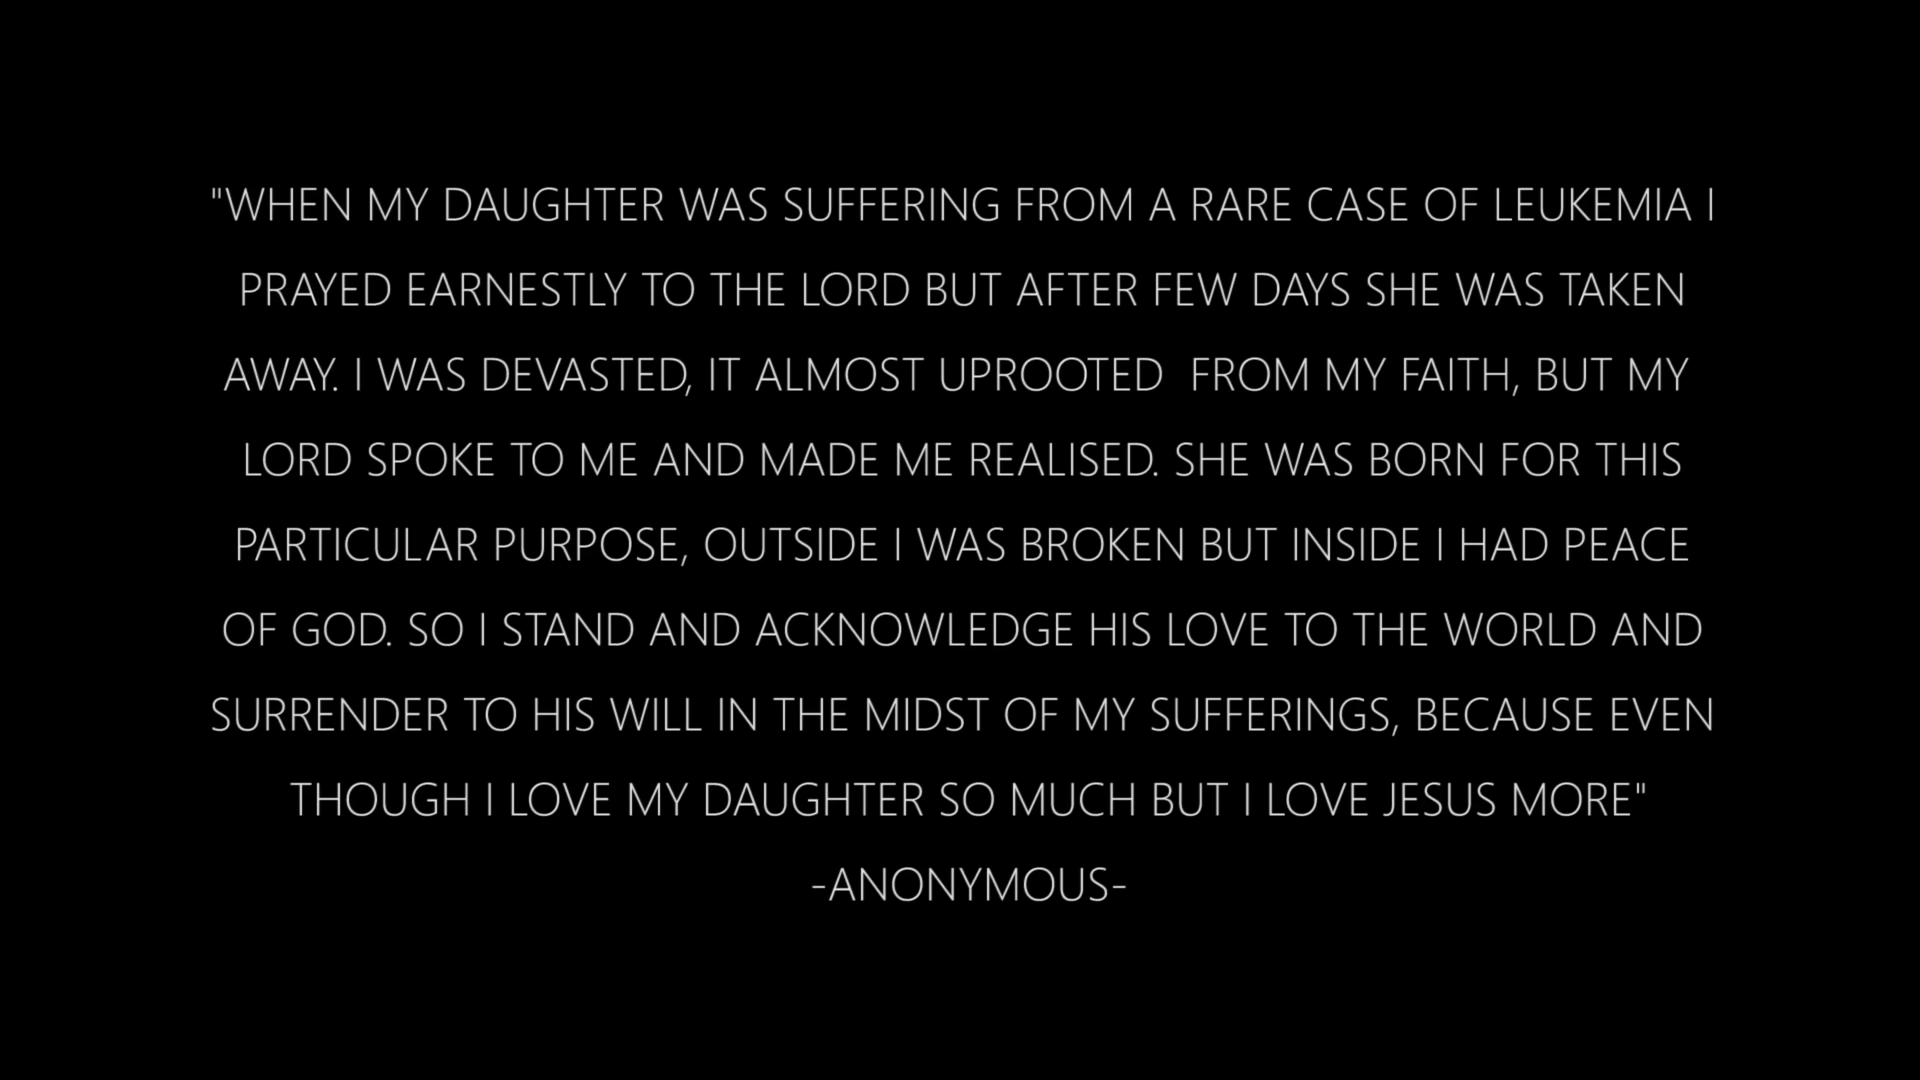 "WHEN MY DAUGHTER WAS SUFFERING FROM A RARE CASE OF LEUKEMIA I
PRAYED EARNESTLY TO THE LORD BUT AFTER FEW DAYS SHE WAS TAKEN
AWAY. I WAS DEVASTED, IT ALMOST UPROOTED  FROM MY FAITH, BUT MY
LORD SPOKE TO ME AND MADE ME REALISED. SHE WAS BORN FOR THIS
PARTICULAR PURPOSE, OUTSIDE I WAS BROKEN BUT INSIDE I HAD PEACE
OF GOD. SO I STAND AND ACKNOWLEDGE HIS LOVE TO THE WORLD AND
SURRENDER TO HIS WILL IN THE MIDST OF MY SUFFERINGS, BECAUSE EVEN
THOUGH I LOVE MY DAUGHTER SO MUCH BUT I LOVE JESUS MORE"
-ANONYMOUS-